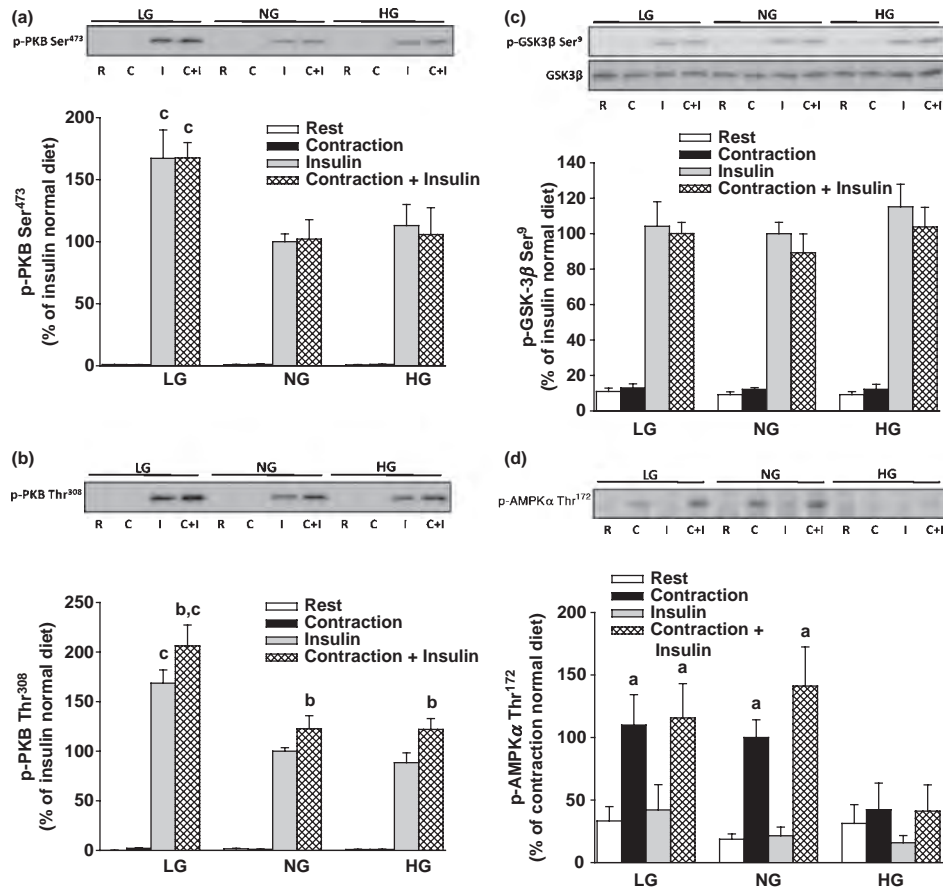 (a)
LG NG HG
p-PKB Ser473
R C I C+I R C I C+I R C I C+I
200
150
100
50
0
p-PKB Ser473
(% of insulin normal diet)
c c
Rest
Contraction
Insulin
Contraction + Insulin
LG NG HG
(b)
LG NG HG
p-PKB Thr308
R C I C+I R C I C+I R C I C+I
250
200
150
100
50
0
p-PKB Thr308
(% of insulin normal diet)
b,c
c
b b
Rest
Contraction
Insulin
Contraction + Insulin
LG NG HG
(c)
LG NG HG
p-GSK3β Ser9
GSK3β
R C I C+I R C I C+I R C I C+I
Rest
Contraction
Insulin
Contraction + Insulin
140
120
100
80
60
40
20
0
p-GSK-3β Ser9
(% of insulin normal diet)
LG NG HG
(d)
LG NG HG
p-AMPKα Thr172
R C I C+I R C I C+I R C I C+I
Rest
Contraction
Insulin
Contraction +
Insulin
200
150
100
50
0
p-AMPKα Thr172
(% of contraction normal diet)
a a a a
LG NG HG